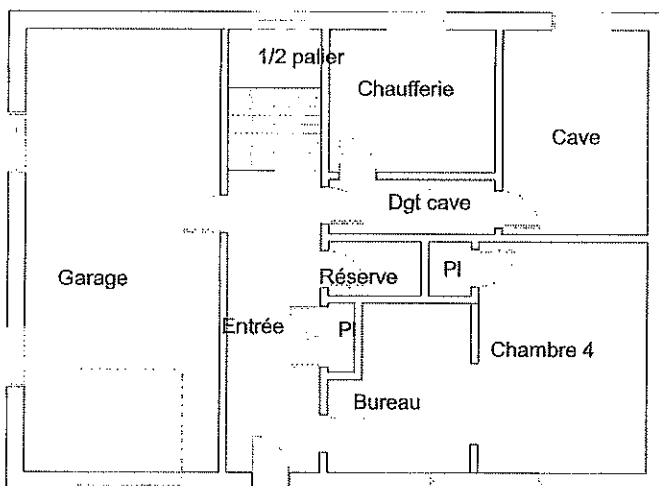 1/2 palier
Chaufferie
Cave
Dgt cave
Garage
Réserve
Pl
Entrée
Pl
Chambre 4
Bureau